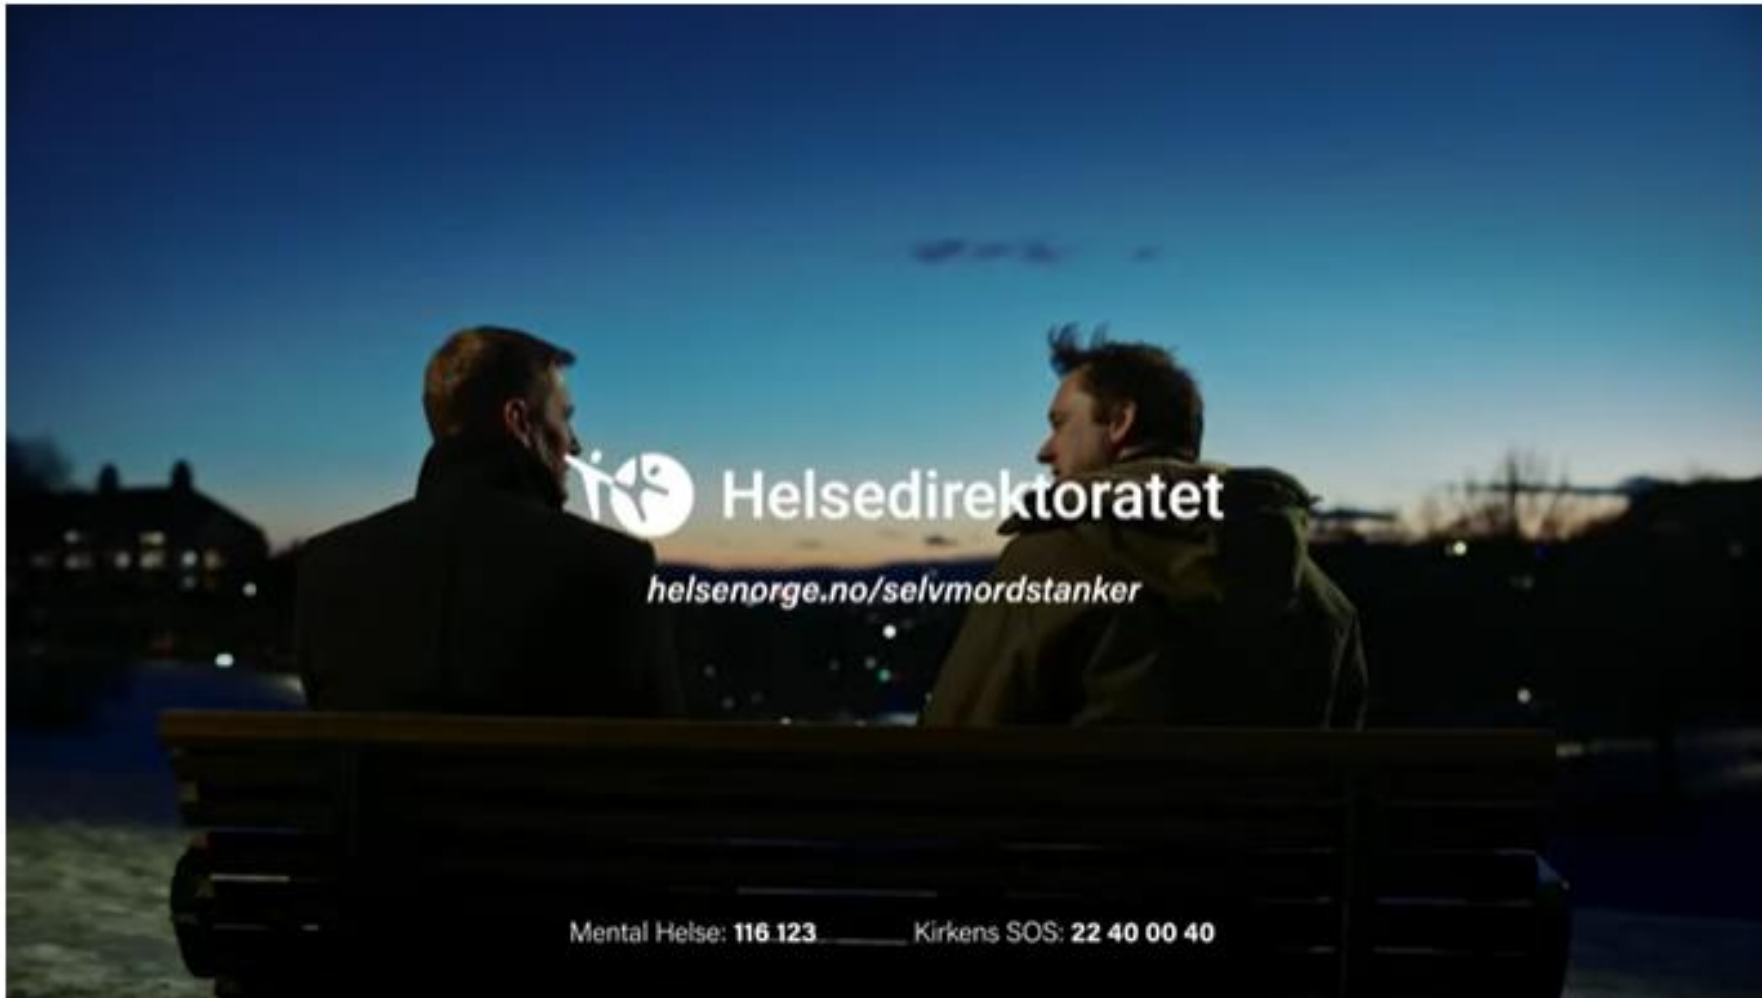 Helsedirektoratet
helsenorge.no/selvmordstanker
Mental Helse: 116 123 Kirkens SOS: 22 40 00 40